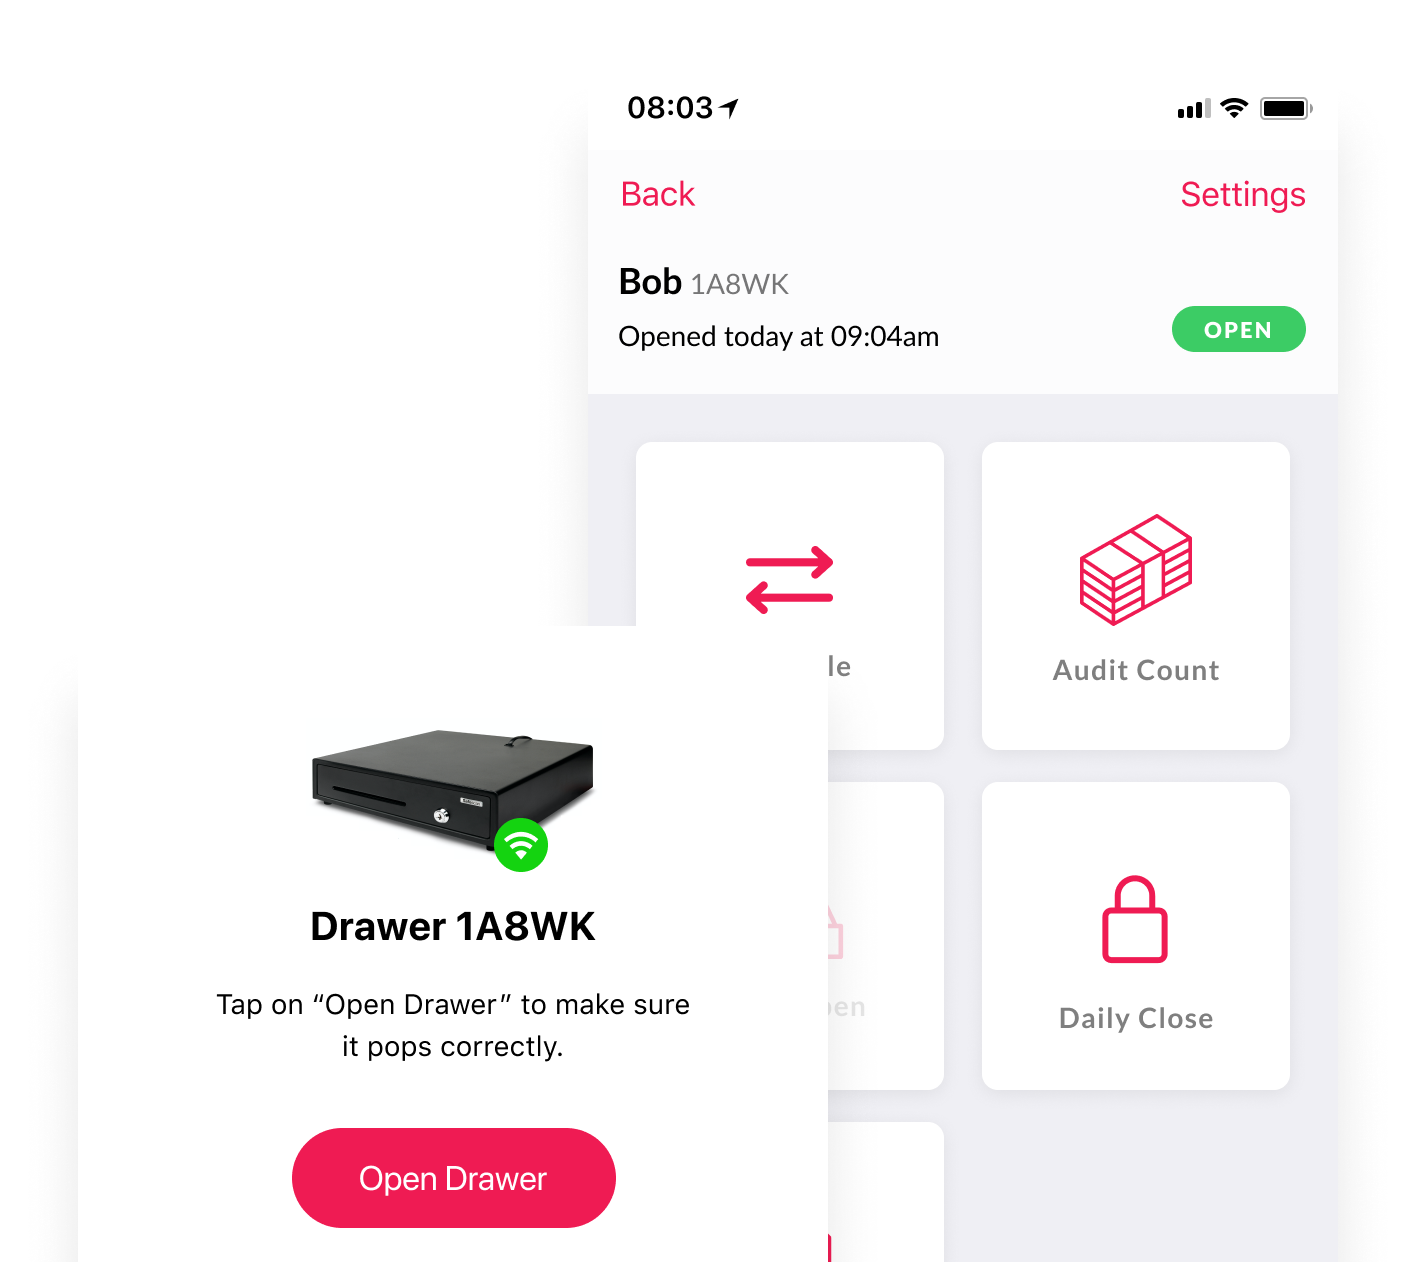 08:03
Back
Settings
Bob 1A8WK
Opened today at 09:04am
OPEN
le
Audit Count
Drawer 1A8WK
Tap on “Open Drawer” to make sure
it pops correctly.
Open Drawer
pen
Daily Close